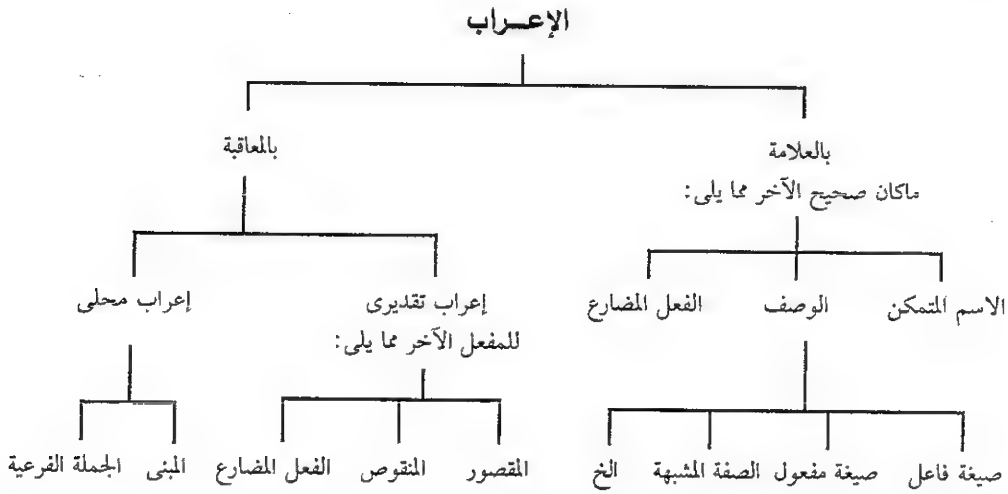 الإعــراب
بالعلامة
بالمعاقبة
ماكان صحيح الآخر مما يلى:
الاسم المتمكن
الوصف
الفعل المضارع
إعراب تقديرى
إعراب محلى
للمفعل الآخر مما يلى:
صيغة فاعل
صيغة مفعول
الصفة المشبهة
الخ
المقصور
المنقوص
الفعل المضارع
المبنى
الجملة الفرعية